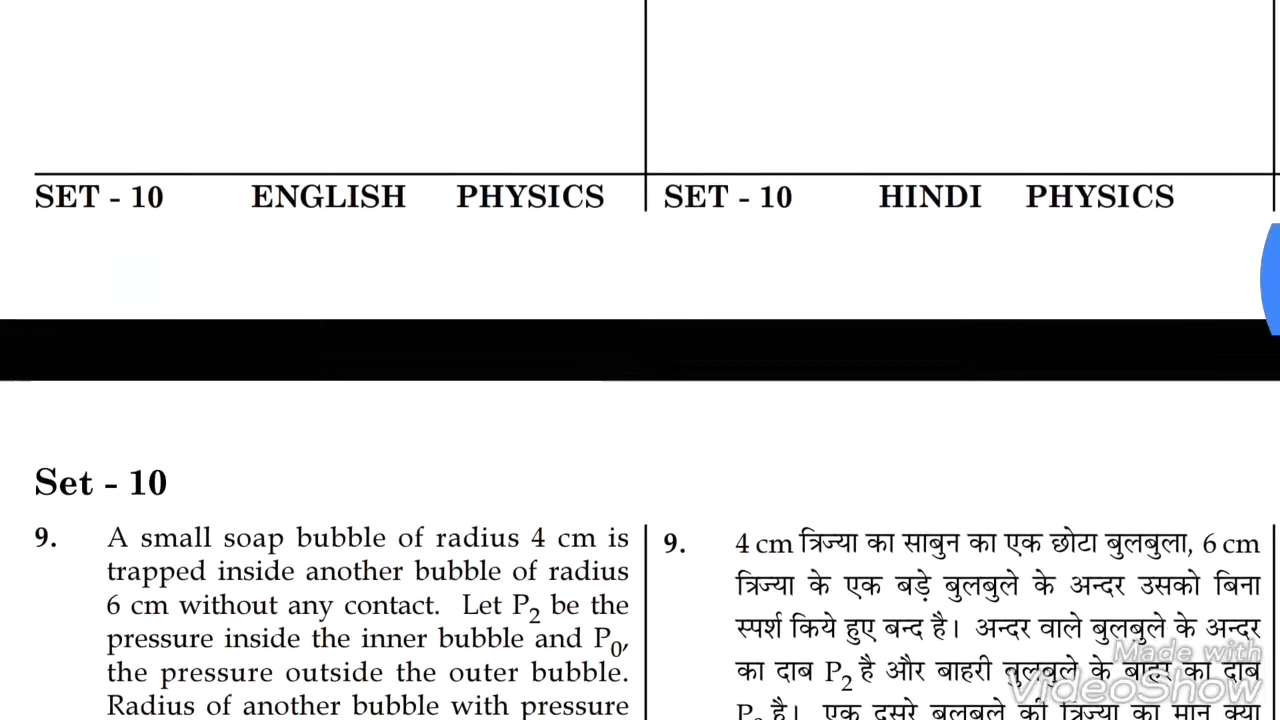 SET - 10 ENGLISH PHYSICS
SET - 10 HINDI PHYSICS
Set - 10
9. A small soap bubble of radius 4 cm is
trapped inside another bubble of radius
6 cm without any contact. Let P₂ be the
pressure inside the inner bubble and P₀,
the pressure outside the outer bubble.
Radius of another bubble with pressure
9. 4 cm त्रिज्या का साबुन का एक छोटा बुलबुला, 6 cm
त्रिज्या के एक बड़े बुलबुले के अन्दर उसको बिना
स्पर्श किये हुए बन्द है। अन्दर वाले बुलबुले के अन्दर
का दाब P₂ है और बाहरी बुलबुले के बाहर का दाब
है। एक दूसरे बुलबुले की त्रिज्या का मान क्या
Made with
VideoShow